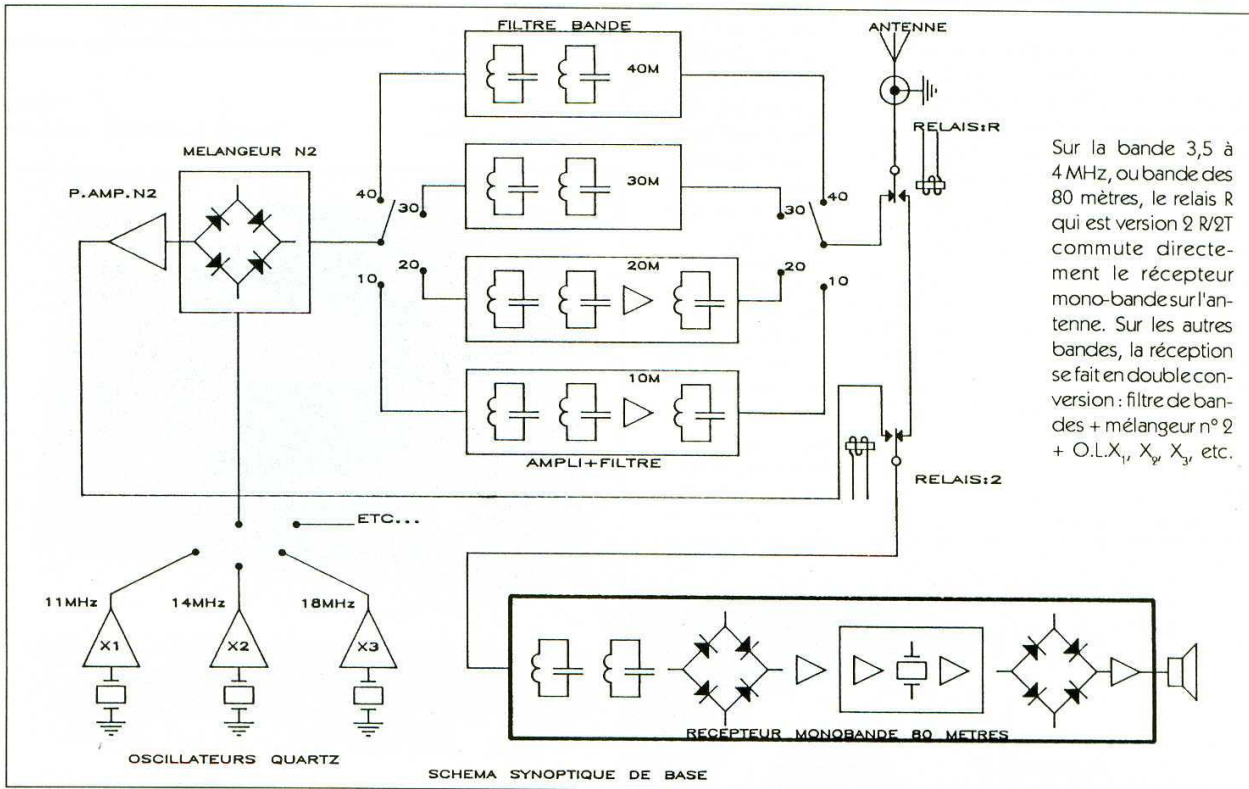 FILTRE BANDE
ANTENNE
40M
RELAIS:R
MELANGEUR N2
P.AMP.N2
30M
40
30
30
40
20M
10
20
20
10
10M
AMPLI+FILTRE
RELAIS:2
ETC...
11MHz
14MHz
18MHz
X1
X2
X3
OSCILLATEURS QUARTZ
RECEPTEUR MONOBANDE 80 METRES
SCHEMA SYNOPTIQUE DE BASE
Sur la bande 3,5 à
4 MHz, ou bande des
80 mètres, le relais R
qui est version 2 R/2T
commute directe-
ment le récepteur
mono-bande sur l'an-
tenne. Sur les autres
bandes, la réception
se fait en double con-
version : filtre de ban-
des + mélangeur n° 2
+ O.L.X₁, X₂, X₃, etc.